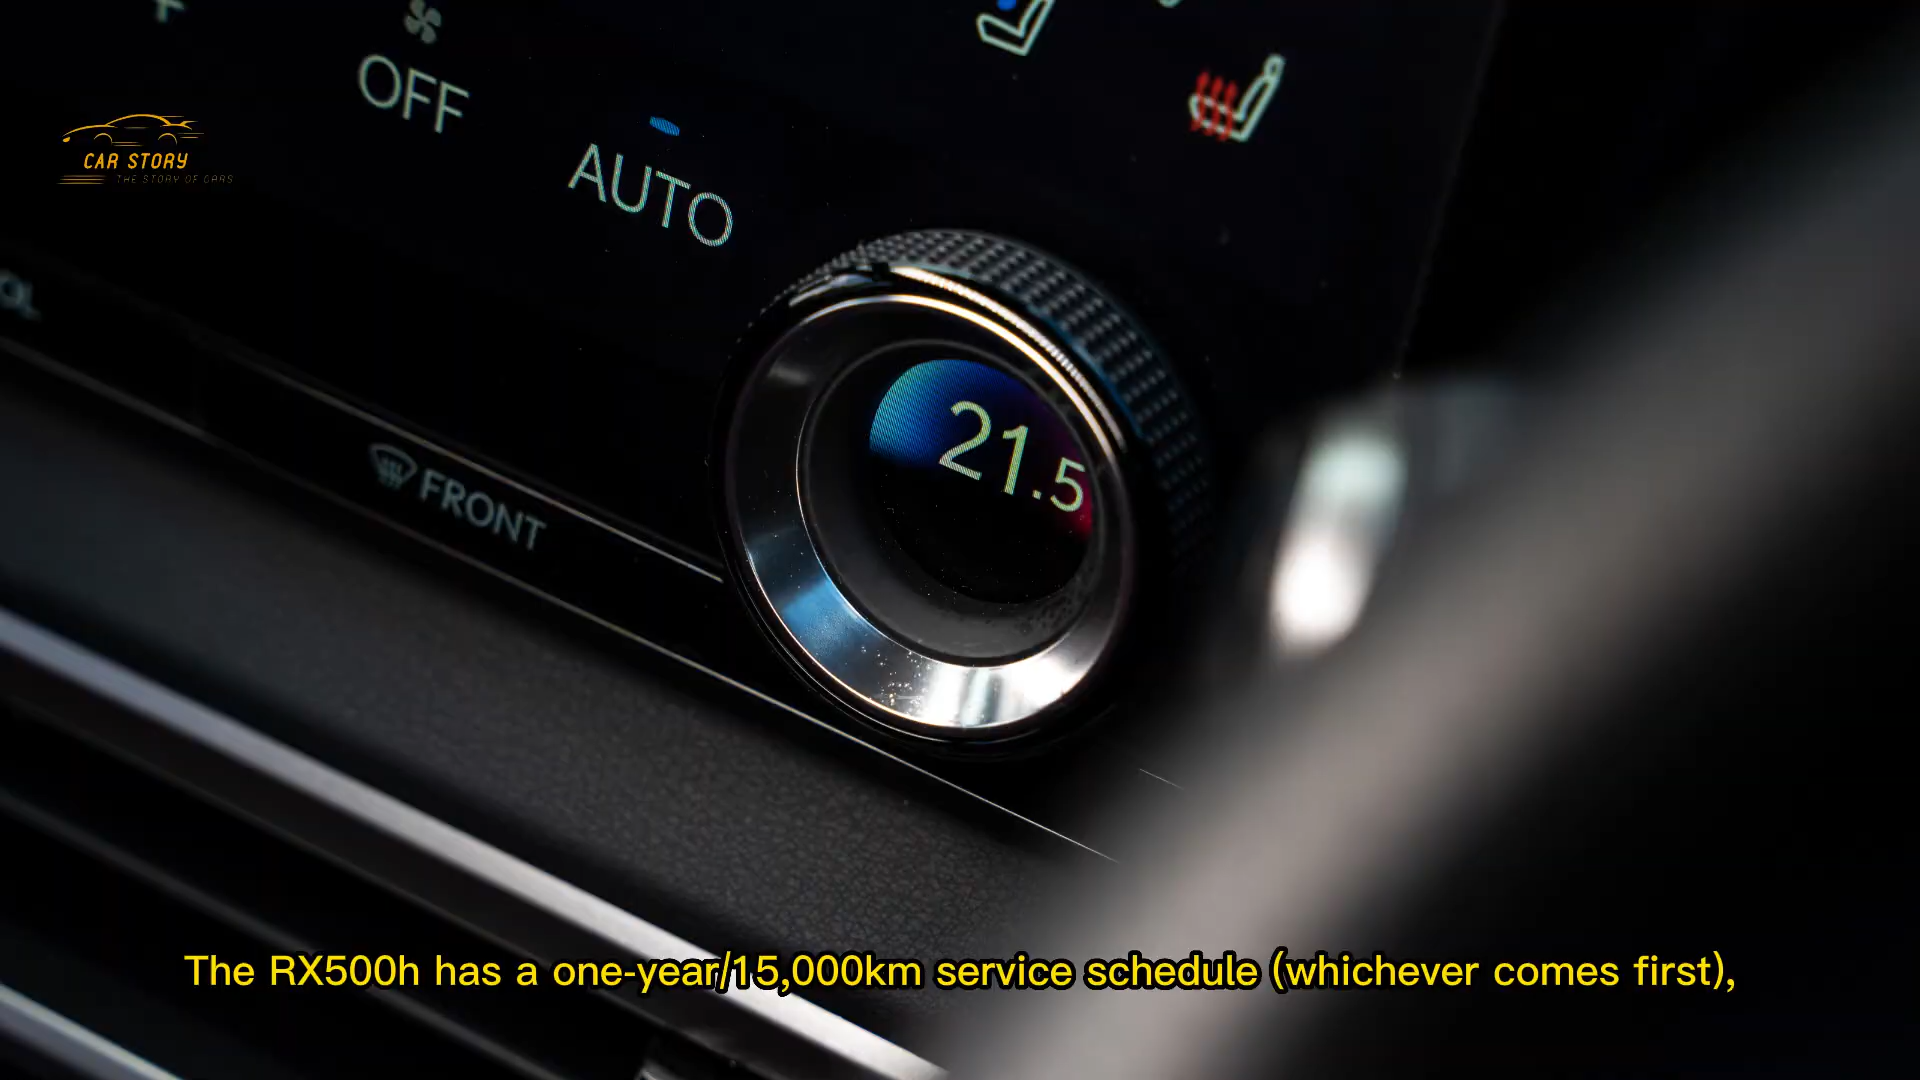 OFF
CAR STORY
THE STORY OF CARS
AUTO
21.5
FRONT
The RX500h has a one-year/15,000km service schedule (whichever comes first),